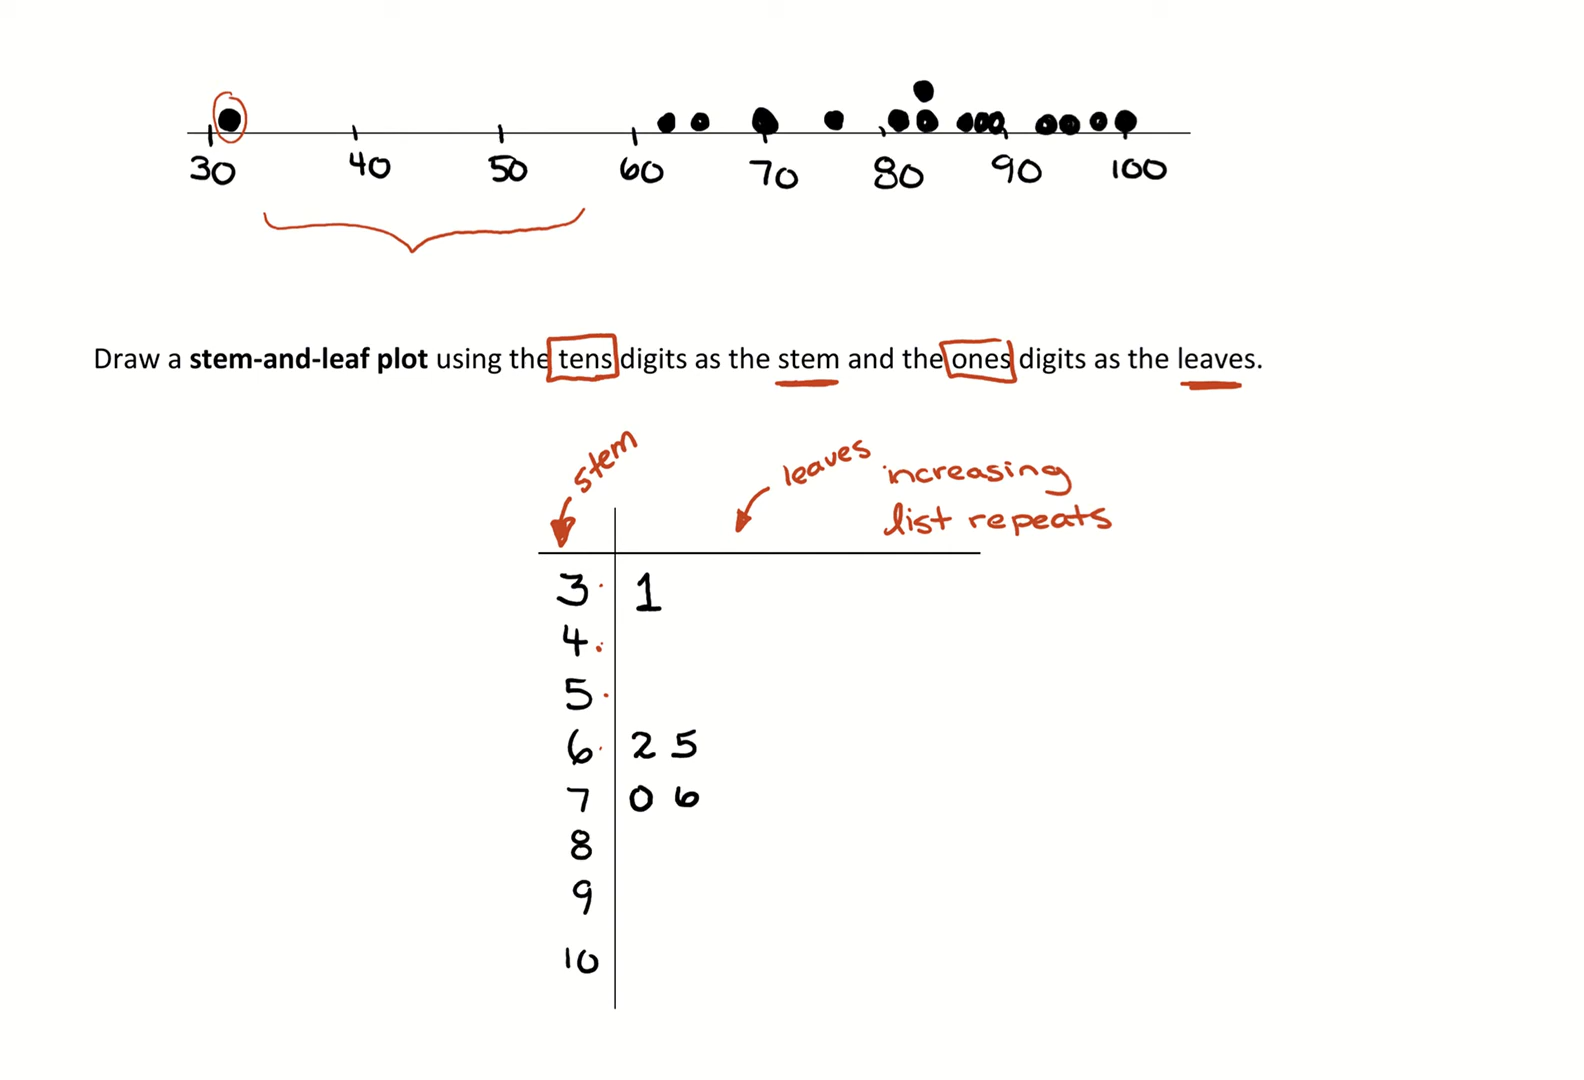 30 40 50 60 70 80 90 100
Draw a stem-and-leaf plot using the tens digits as the stem and the ones digits as the leaves.
stem
leaves increasing
list repeats
3 1
4
5
6 2 5
7 0 6
8
9
10